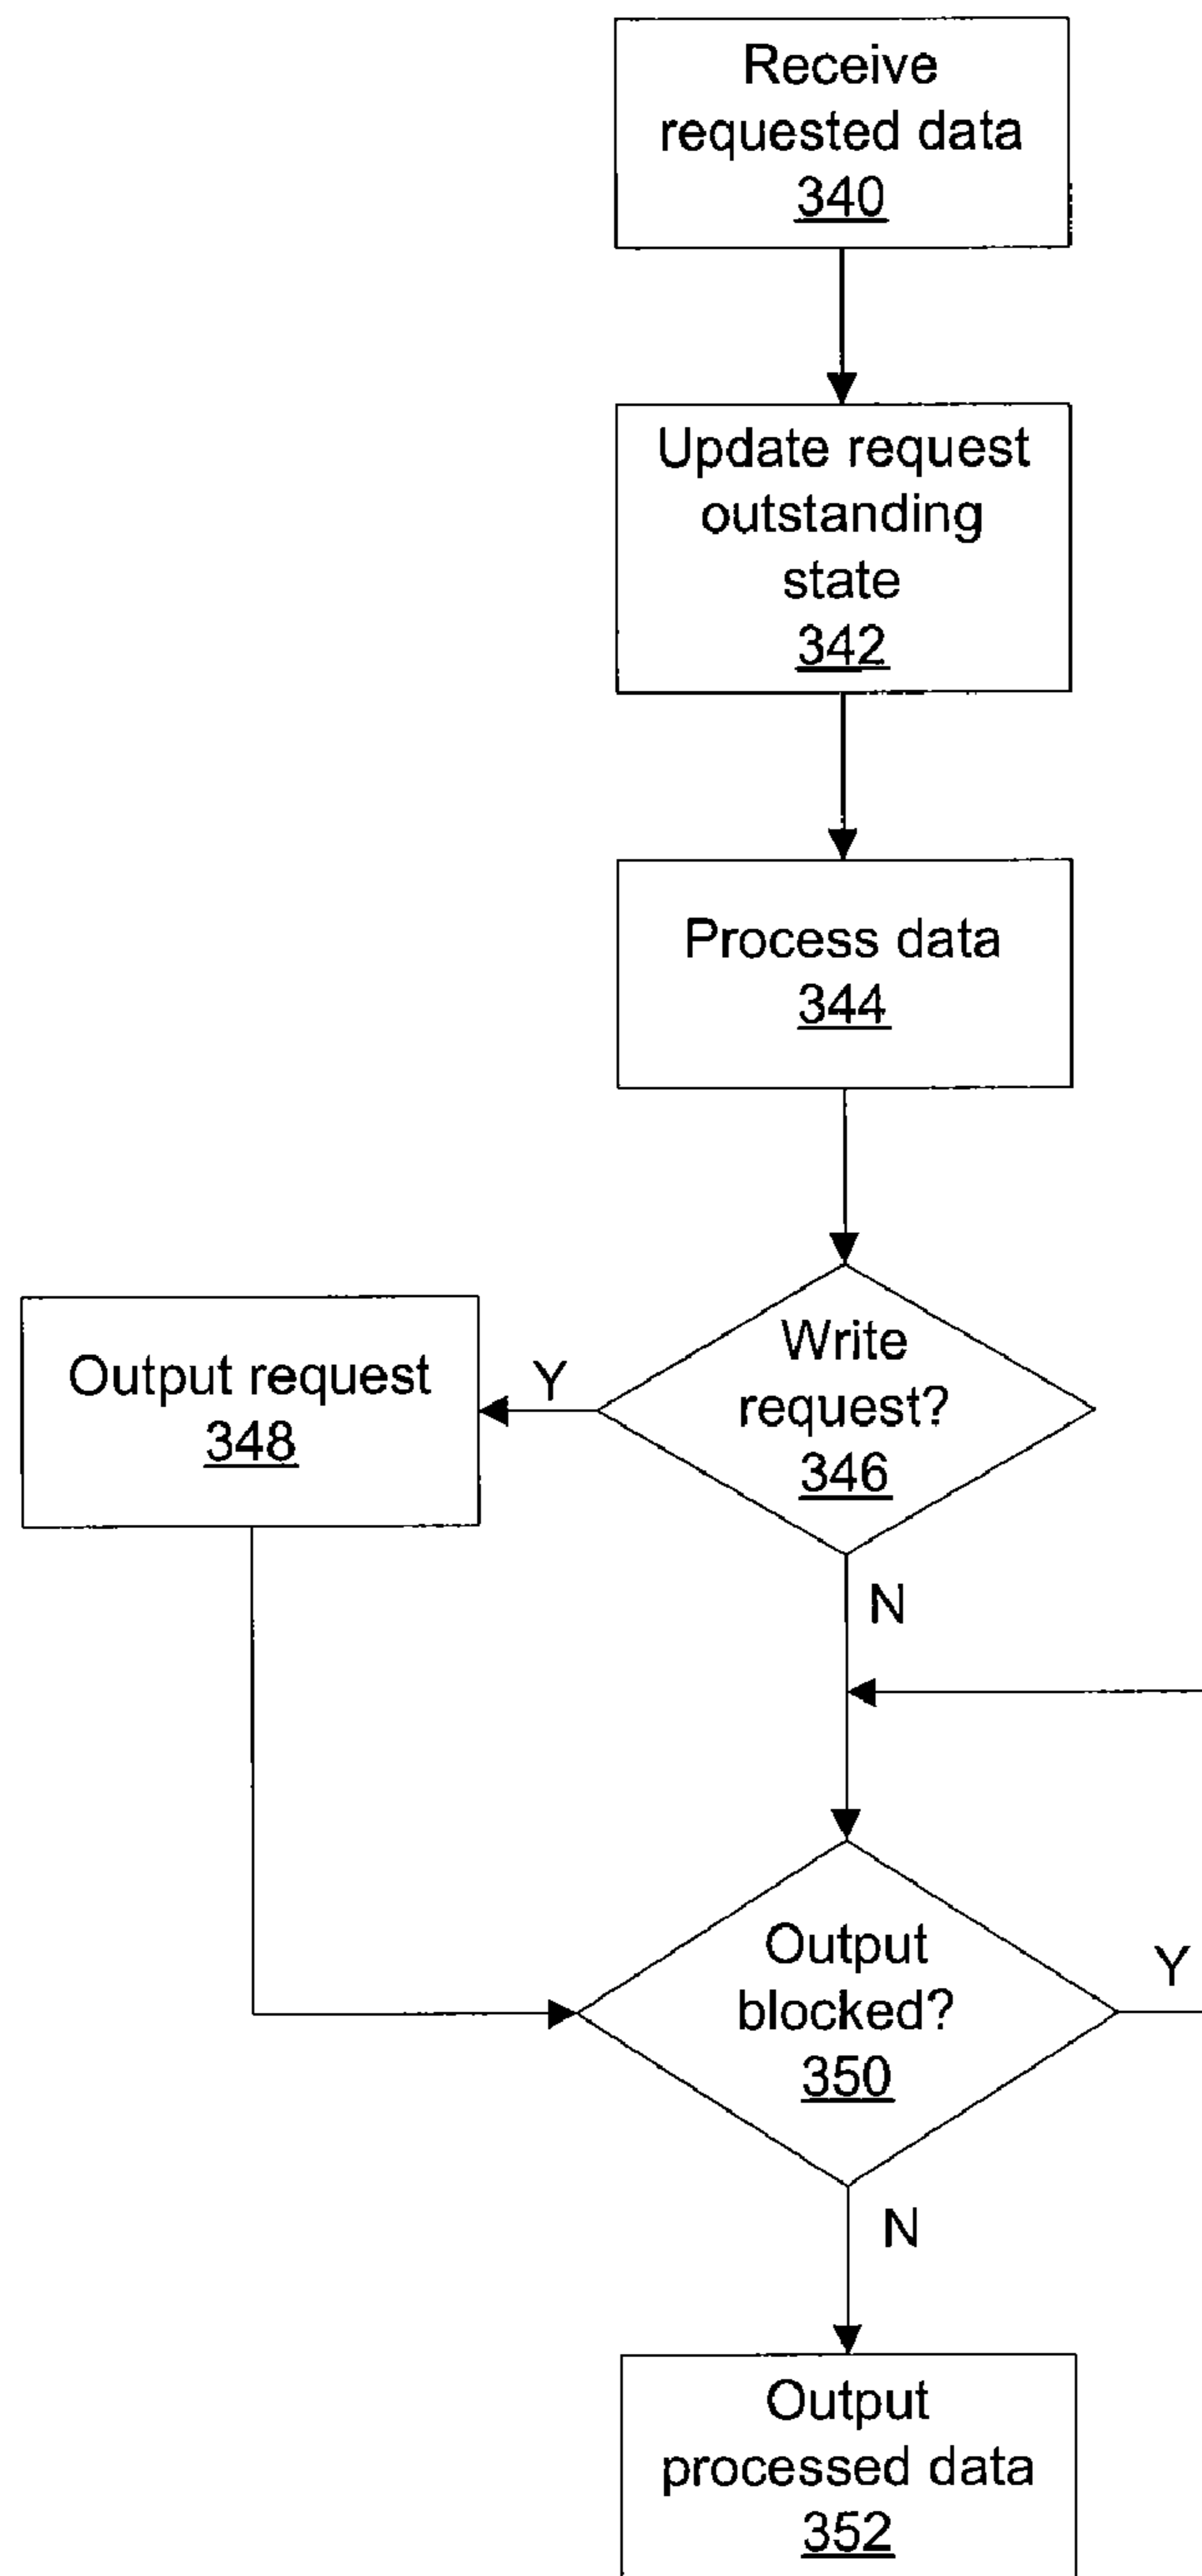 Receive
requested data
340
Update request
outstanding
state
342
Process data
344
Write
request?
346
Y
Output request
348
N
Output
blocked?
350
Y
N
Output
processed data
352